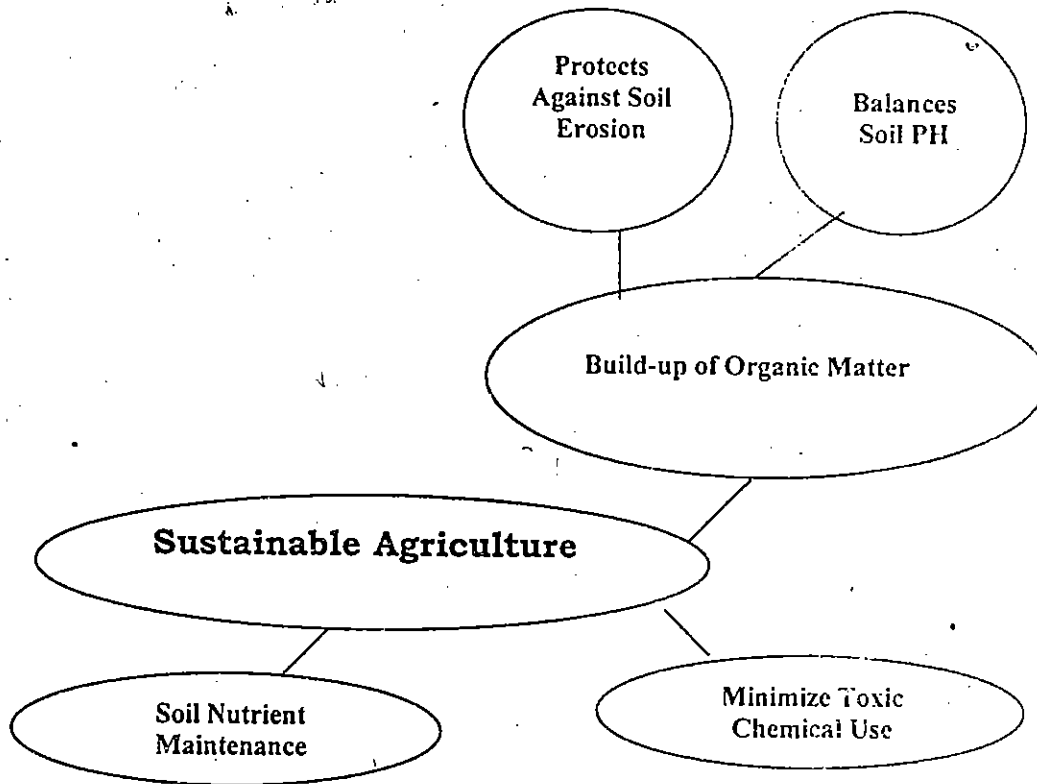 Protects
Against Soil
Erosion
Balances
Soil PH
Build-up of Organic Matter
Sustainable Agriculture
Soil Nutrient
Maintenance
Minimize Toxic
Chemical Use